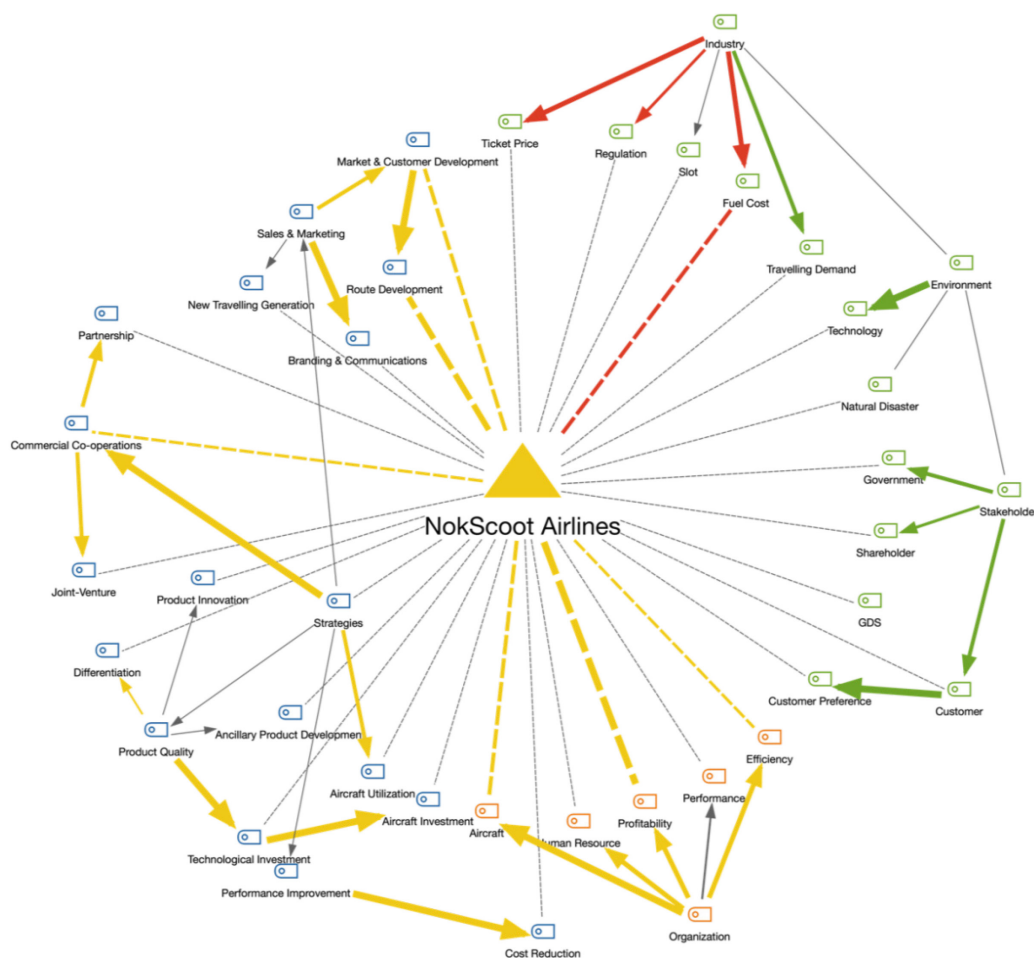 Industry
Ticket Price
Regulation
Slot
Market & Customer Development
Fuel Cost
Sales & Marketing
Travelling Demand
Route Development
Environment
New Travelling Generation
Technology
Partnership
Branding & Communications
Natural Disaster
Commercial Co-operations
Government
Stakeholder
NokScoot Airlines
Shareholder
Joint-Venture
Product Innovation
Strategies
GDS
Differentiation
Customer Preference
Customer
Product Quality
Ancillary Product Developmen
Efficiency
Aircraft Utilization
Performance
Aircraft Investment
Aircraft
Human Resource
Profitability
Technological Investment
Performance Improvement
Organization
Cost Reduction